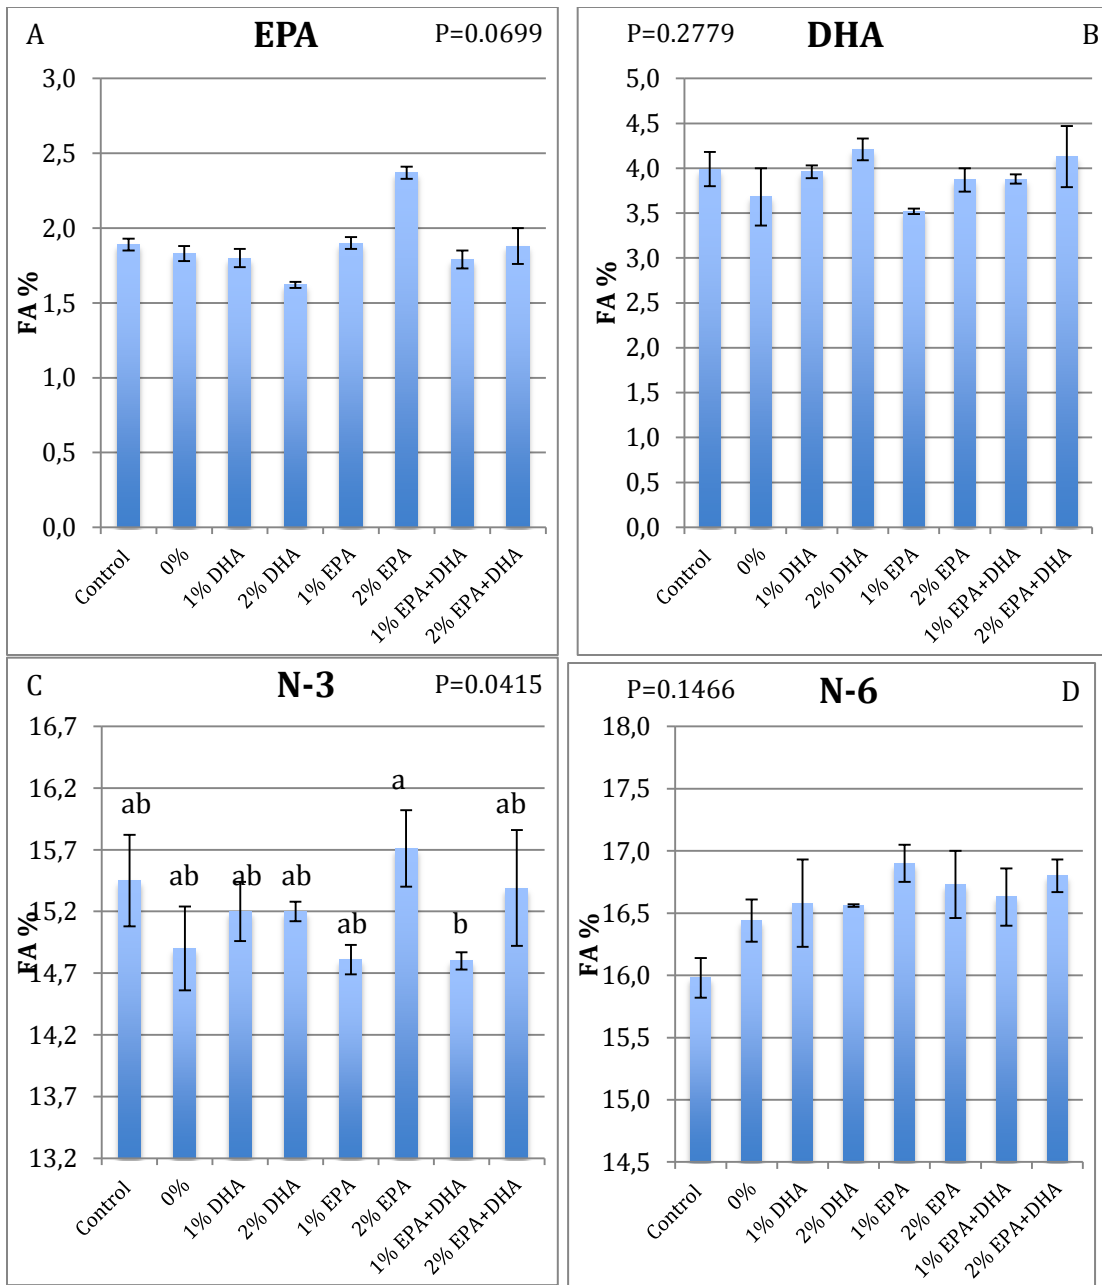 A EPA P=0.0699
3,0
2,5
2,0
1,5
1,0
0,5
0,0
FA %
Control
0%
1% DHA
2% DHA
1% EPA
2% EPA
1% EPA+DHA
2% EPA+DHA
P=0.2779 DHA B
5,0
4,5
4,0
3,5
3,0
2,5
2,0
1,5
1,0
0,5
0,0
FA %
Control
0%
1% DHA
2% DHA
1% EPA
2% EPA
1% EPA+DHA
2% EPA+DHA
C N-3 P=0.0415
16,7
16,2
15,7
15,2
14,7
14,2
13,7
13,2
FA %
ab
ab
ab
ab
ab
a
b
ab
Control
0%
1% DHA
2% DHA
1% EPA
2% EPA
1% EPA+DHA
2% EPA+DHA
P=0.1466 N-6 D
18,0
17,5
17,0
16,5
16,0
15,5
15,0
14,5
FA %
Control
0%
1% DHA
2% DHA
1% EPA
2% EPA
1% EPA+DHA
2% EPA+DHA